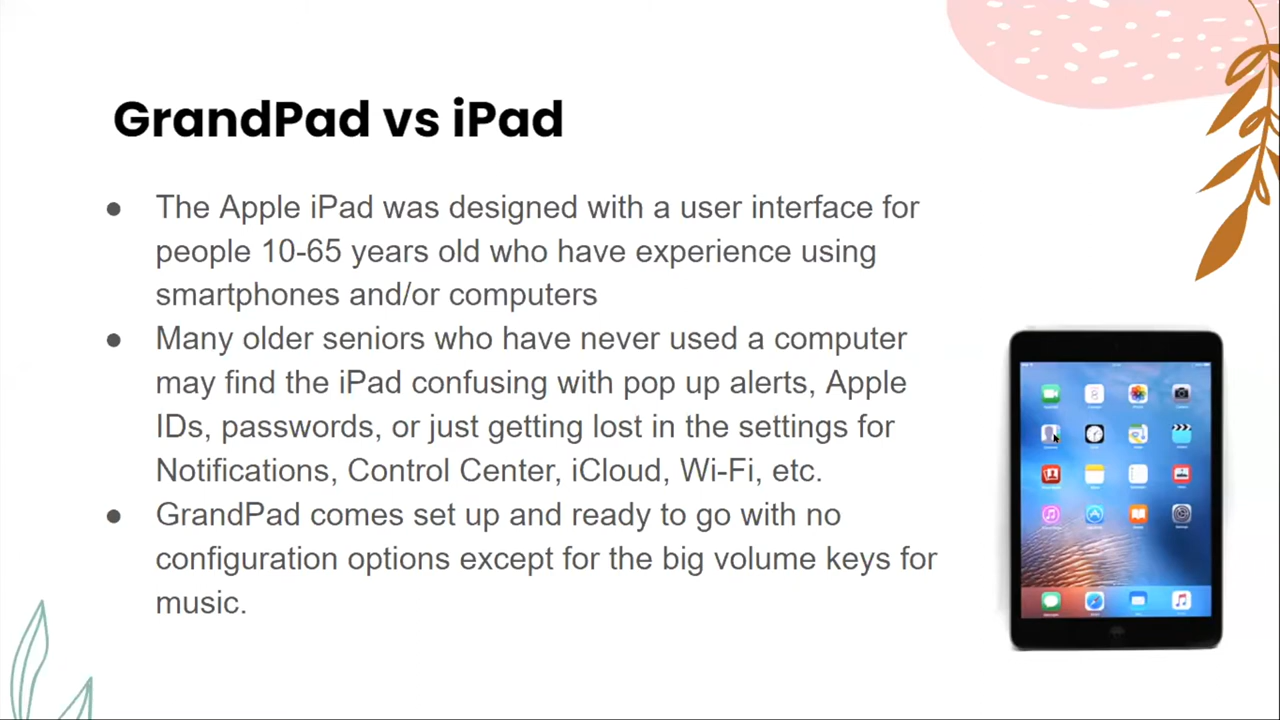 GrandPad vs iPad
● The Apple iPad was designed with a user interface for
people 10-65 years old who have experience using
smartphones and/or computers
● Many older seniors who have never used a computer
may find the iPad confusing with pop up alerts, Apple
IDs, passwords, or just getting lost in the settings for
Notifications, Control Center, iCloud, Wi-Fi, etc.
● GrandPad comes set up and ready to go with no
configuration options except for the big volume keys for
music.